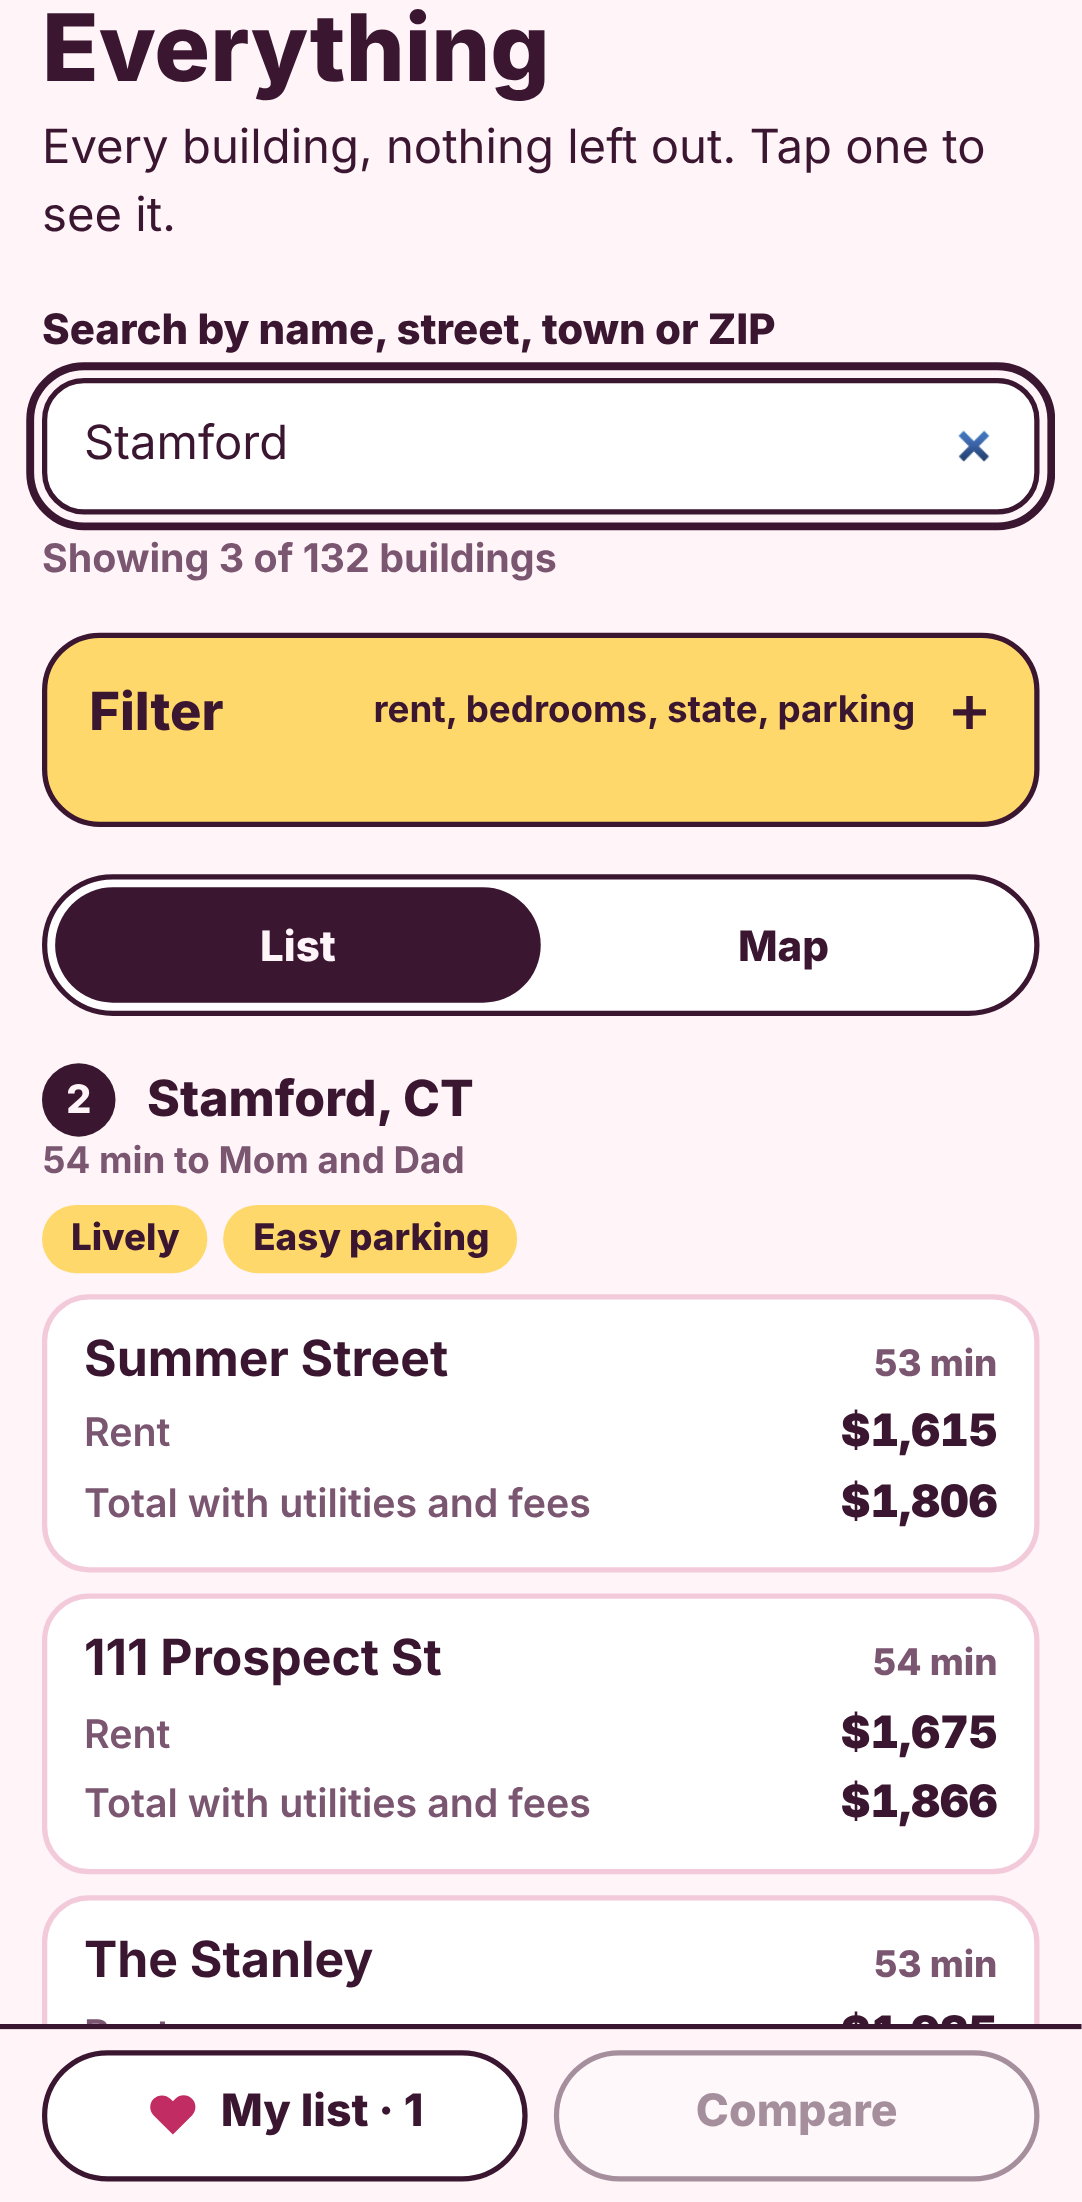 Everything
Every building, nothing left out. Tap one to
see it.
Search by name, street, town or ZIP
Stamford ×
Showing 3 of 132 buildings
Filter rent, bedrooms, state, parking +
List Map
2 Stamford, CT
54 min to Mom and Dad
Lively Easy parking
Summer Street 53 min
Rent $1,615
Total with utilities and fees $1,806
111 Prospect St 54 min
Rent $1,675
Total with utilities and fees $1,866
The Stanley 53 min
My list · 1 Compare